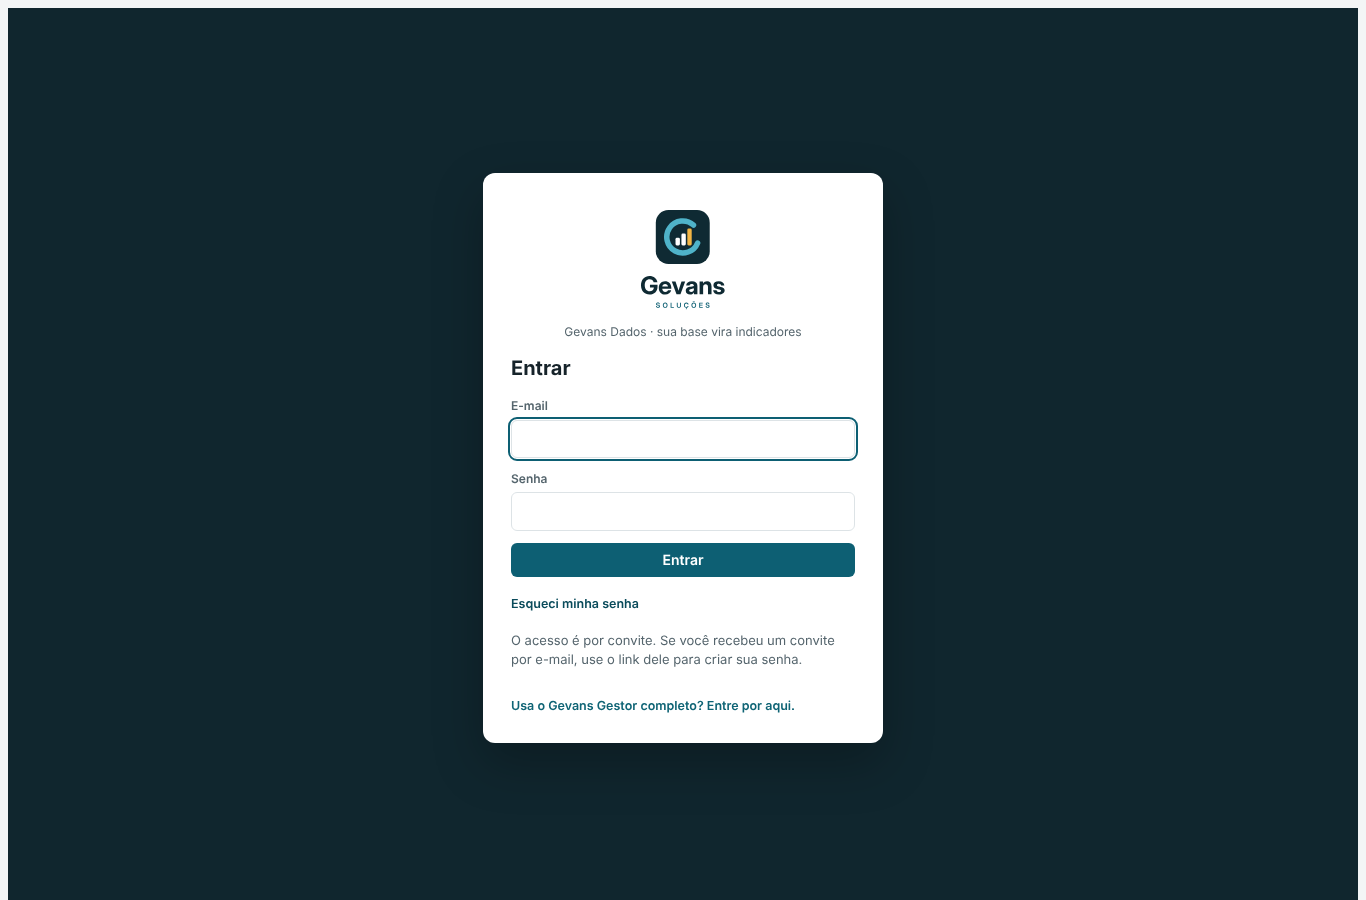 Gevans
SOLUÇÕES
Gevans Dados · sua base vira indicadores
Entrar
E-mail
Senha
Entrar
Esqueci minha senha
O acesso é por convite. Se você recebeu um convite
por e-mail, use o link dele para criar sua senha.
Usa o Gevans Gestor completo? Entre por aqui.